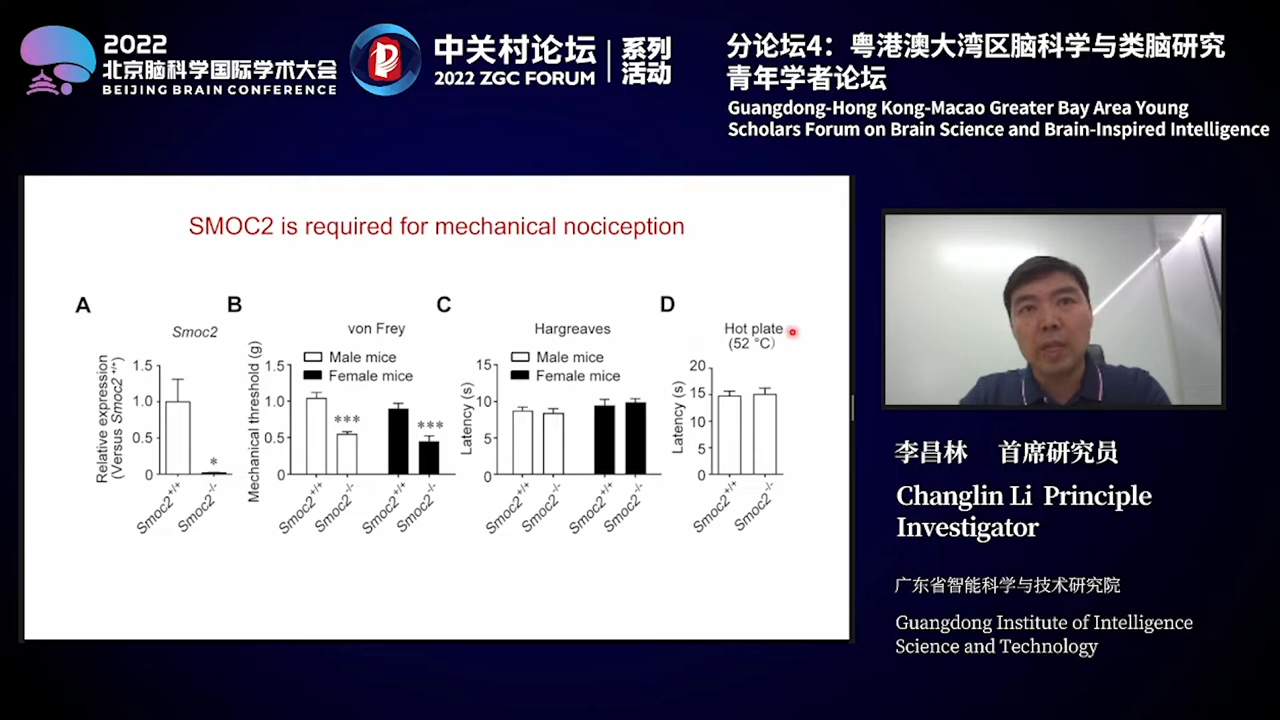 2022
北京脑科学国际学术大会
BEIJING BRAIN CONFERENCE
中关村论坛
2022 ZGC FORUM
系列
活动
分论坛4：粤港澳大湾区脑科学与类脑研究
青年学者论坛
Guangdong-Hong Kong-Macao Greater Bay Area Young
Scholars Forum on Brain Science and Brain-Inspired Intelligence
SMOC2 is required for mechanical nociception
A
Smoc2
Relative expression
(Versus Smoc2 +/+)
1.5
1.0
0.5
0
*
Smoc2+/+
Smoc2-/-
B
von Frey
Male mice
Female mice
Mechanical threshold (g)
1.5
1.0
0.5
0
***
***
Smoc2+/+
Smoc2-/-
Smoc2+/+
Smoc2-/-
C
Hargreaves
Male mice
Female mice
Latency (s)
15
10
5
0
Smoc2+/+
Smoc2-/-
Smoc2+/+
Smoc2-/-
D
Hot plate
(52 °C)
Latency (s)
20
15
10
5
0
Smoc2+/+
Smoc2-/-
李昌林 首席研究员
Changlin Li Principle
Investigator
广东省智能科学与技术研究院
Guangdong Institute of Intelligence
Science and Technology